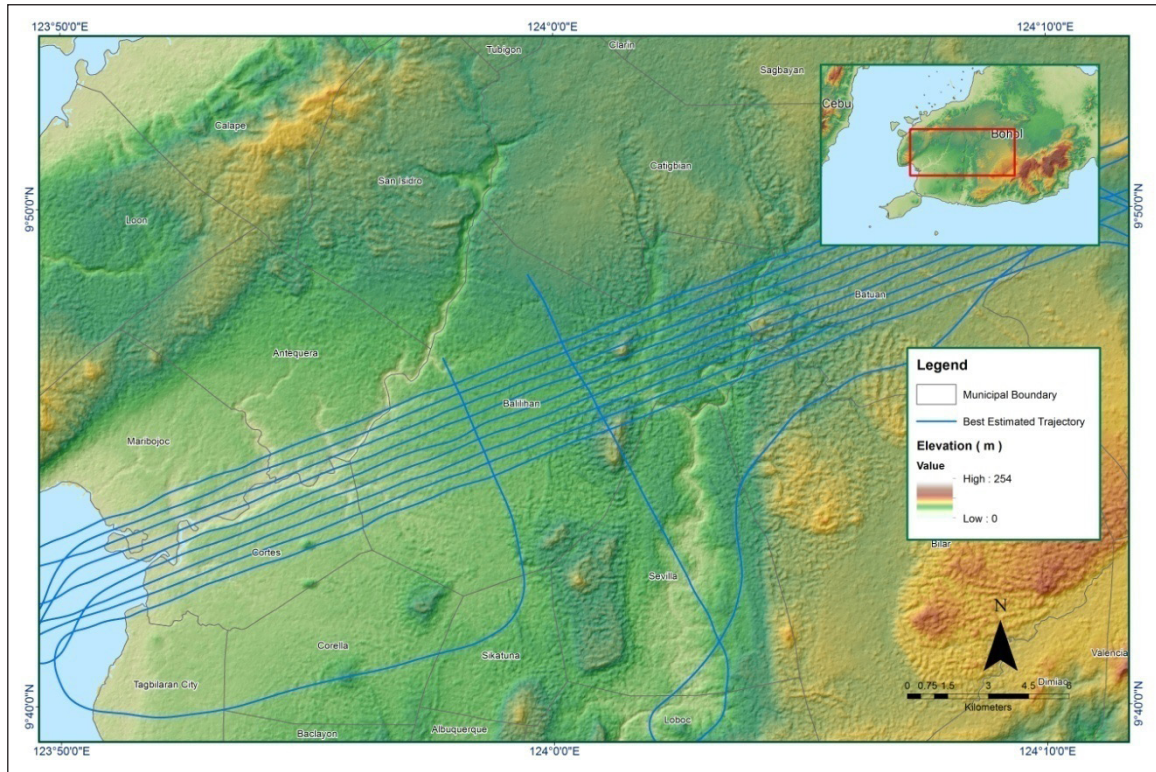 123°50'0"E
124°0'0"E
124°10'0"E
Tubigon
Clarin
Sagbayan
Cebu
Bohol
Calape
Catigbian
San Isidro
Loon
9°50'0"N
9°50'0"N
Batuan
Antequera
Balilihan
Maribojoc
Legend
Municipal Boundary
Best Estimated Trajectory
Elevation ( m )
Value
High : 254
Low : 0
Bilar
Cortes
Sevilla
N
Corella
Sikatuna
Valencia
Tagbilaran City
Dimiao
0 0.75 1.5 3 4.5 6
Kilometers
9°40'0"N
9°40'0"N
Loboc
Albuquerque
Baclayon
123°50'0"E
124°0'0"E
124°10'0"E